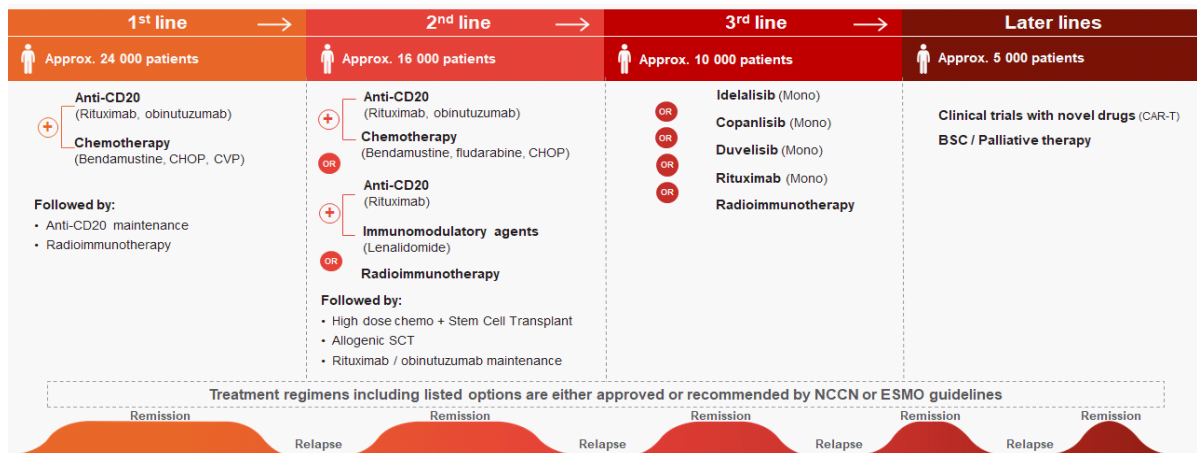 1st line
Approx. 24 000 patients
Anti-CD20
(Rituximab, obinutuzumab)
+
Chemotherapy
(Bendamustine, CHOP, CVP)
Followed by:
• Anti-CD20 maintenance
• Radioimmunotherapy
2nd line
Approx. 16 000 patients
Anti-CD20
(Rituximab, obinutuzumab)
+
Chemotherapy
(Bendamustine, fludarabine, CHOP)
OR
Anti-CD20
(Rituximab)
+
Immunomodulatory agents
(Lenalidomide)
OR
Radioimmunotherapy
Followed by:
• High dose chemo + Stem Cell Transplant
• Allogenic SCT
• Rituximab / obinutuzumab maintenance
3rd line
Approx. 10 000 patients
Idelalisib (Mono)
OR
Copanlisib (Mono)
OR
Duvelisib (Mono)
OR
Rituximab (Mono)
OR
Radioimmunotherapy
Later lines
Approx. 5 000 patients
Clinical trials with novel drugs (CAR-T)
BSC / Palliative therapy
Treatment regimens including listed options are either approved or recommended by NCCN or ESMO guidelines
Remission
Relapse
Remission
Relapse
Remission
Relapse
Remission
Relapse
Remission